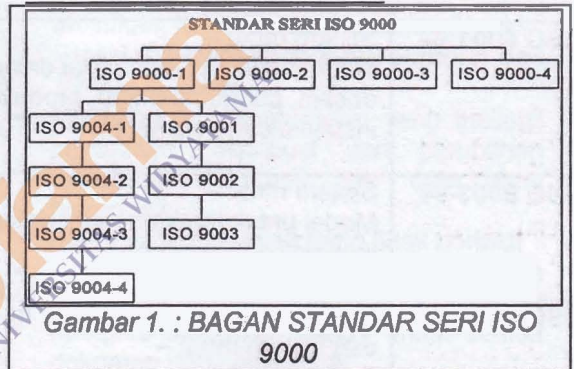 STANDAR SERI ISO 9000
ISO 9000-1 ISO 9000-2 ISO 9000-3 ISO 9000-4
ISO 9004-1 ISO 9001
ISO 9004-2 ISO 9002
ISO 9004-3 ISO 9003
ISO 9004-4
Gambar 1. : BAGAN STANDAR SERI ISO
9000
UNIVERSITAS WIDYATAMA